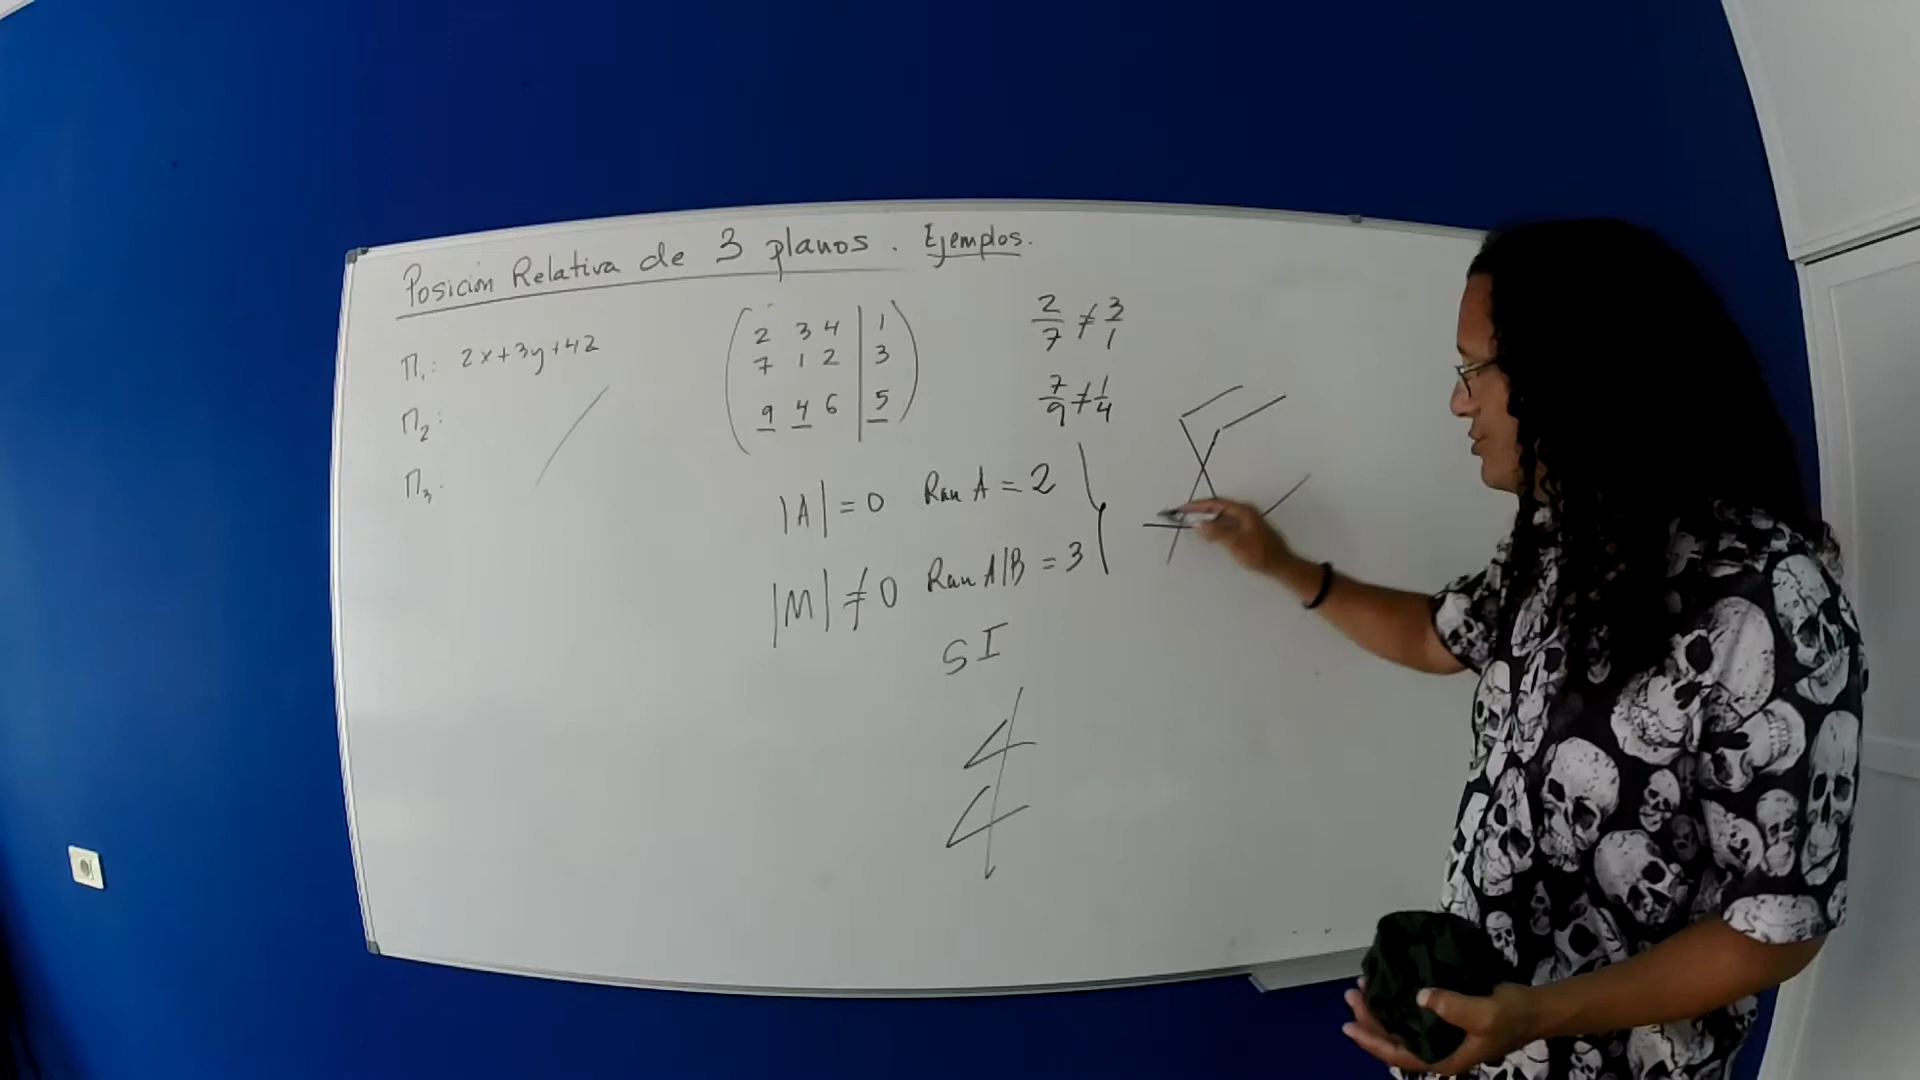 Posición Relativa de 3 planos. Ejemplos.
Π₁: 2x+3y+4z
Π₂:
Π₃.
2 3 4 | 1
7 1 2 | 3
9 4 6 | 5
2/7 ≠ 3/1
7/9 ≠ 1/4
|A| = 0 Ran A = 2
|M| ≠ 0 Ran A/B = 3
SI